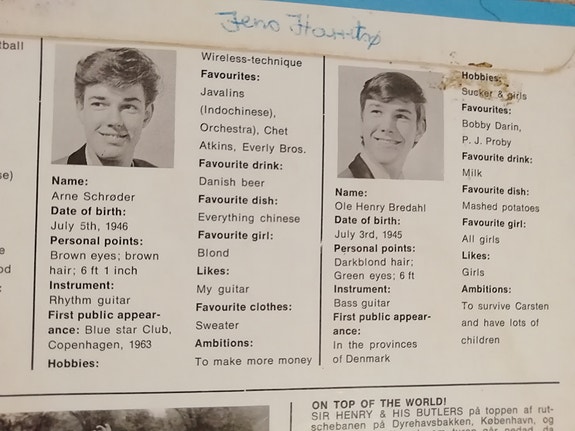 tball
se)
e
od
Name:
Arne Schrøder
Date of birth:
July 5th, 1946
Personal points:
Brown eyes; brown
hair; 6 ft 1 inch
Instrument:
Rhythm guitar
First public appear-
ance: Blue star Club,
Copenhagen, 1963
Hobbies:
Wireless-technique
Favourites:
Javalins
(Indochinese),
Orchestra), Chet
Atkins, Everly Bros.
Favourite drink:
Danish beer
Favourite dish:
Everything chinese
Favourite girl:
Blond
Likes:
My guitar
Favourite clothes:
Sweater
Ambitions:
To make more money
Name:
Ole Henry Bredahl
Date of birth:
July 3rd, 1945
Personal points:
Darkblond hair;
Green eyes; 6 ft
Instrument:
Bass guitar
First public appear-
ance:
In the provinces
of Denmark
Hobbies:
Sucker & girls
Favourites:
Bobby Darin,
P. J. Proby
Favourite drink:
Milk
Favourite dish:
Mashed potatoes
Favourite girl:
All girls
Likes:
Girls
Ambitions:
To survive Carsten
and have lots of
children
ON TOP OF THE WORLD!
SIR HENRY & HIS BUTLERS på toppen af rut-
schebanen på Dyrehavsbakken, København, og